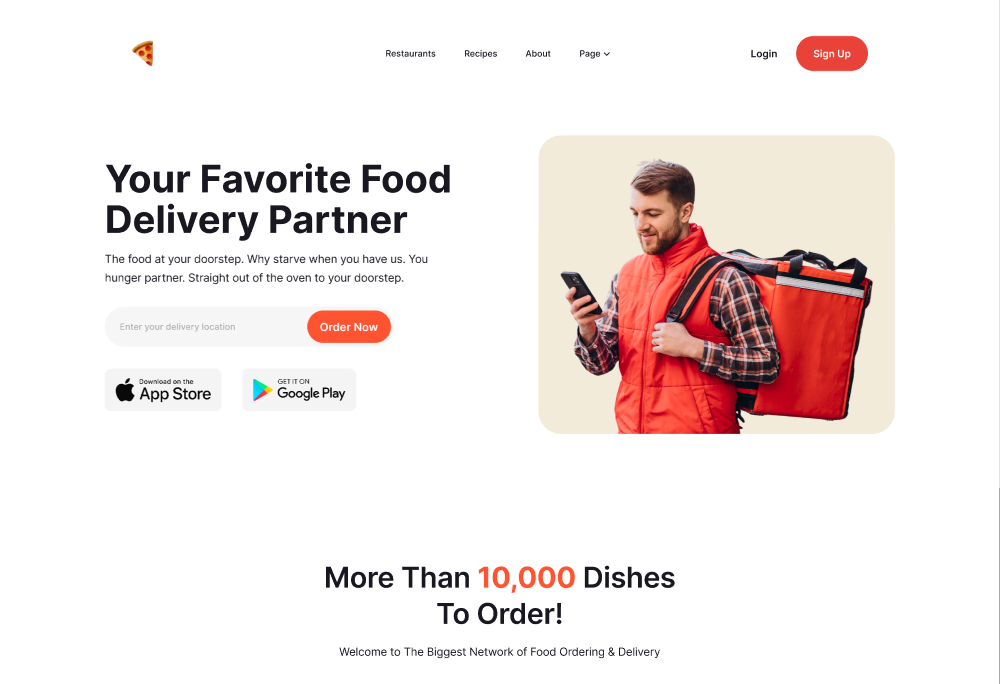 Restaurants
Recipes
About
Page
Login
Sign Up
Your Favorite Food
Delivery Partner
The food at your doorstep. Why starve when you have us. You
hunger partner. Straight out of the oven to your doorstep.
Enter your delivery location
Order Now
Download on the
App Store
GET IT ON
Google Play
More Than 10,000 Dishes
To Order!
Welcome to The Biggest Network of Food Ordering & Delivery